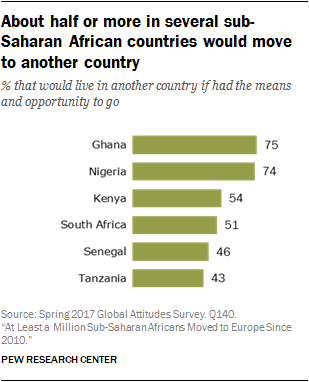 About half or more in several sub-
Saharan African countries would move
to another country
% that would live in another country if had the means
and opportunity to go
Ghana 75
Nigeria 74
Kenya 54
South Africa 51
Senegal 46
Tanzania 43
Source: Spring 2017 Global Attitudes Survey. Q140.
“At Least a Million Sub-Saharan Africans Moved to Europe Since
2010.”
PEW RESEARCH CENTER